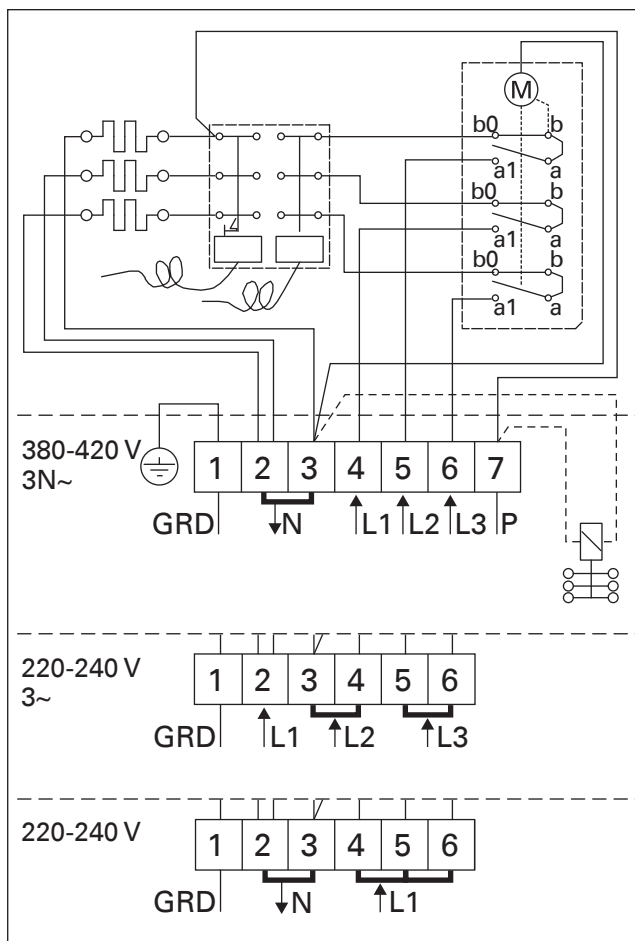 M
b0 b
a1 a
b0 b
a1 a
b0 b
a1 a
380-420 V
3N~
1 2 3 4 5 6 7
GRD N L1 L2 L3 P
220-240 V
3~
1 2 3 4 5 6
GRD L1 L2 L3
220-240 V
1 2 3 4 5 6
GRD N L1